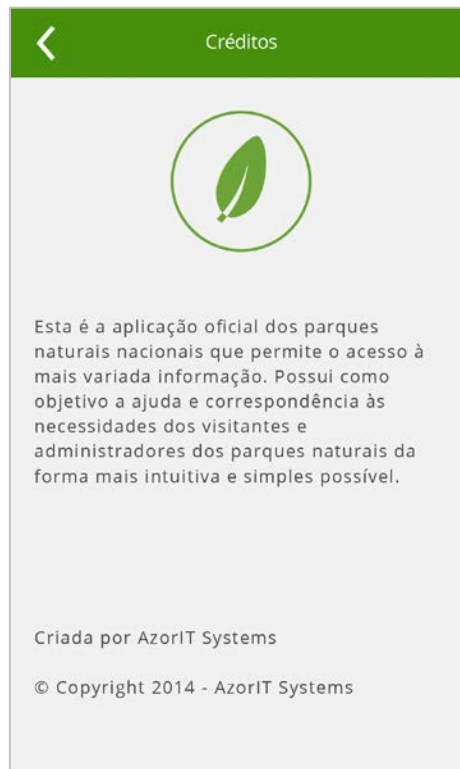 Créditos
Esta é a aplicação oficial dos parques
naturais nacionais que permite o acesso à
mais variada informação. Possui como
objetivo a ajuda e correspondência às
necessidades dos visitantes e
administradores dos parques naturais da
forma mais intuitiva e simples possível.
Criada por AzorIT Systems
© Copyright 2014 - AzorIT Systems